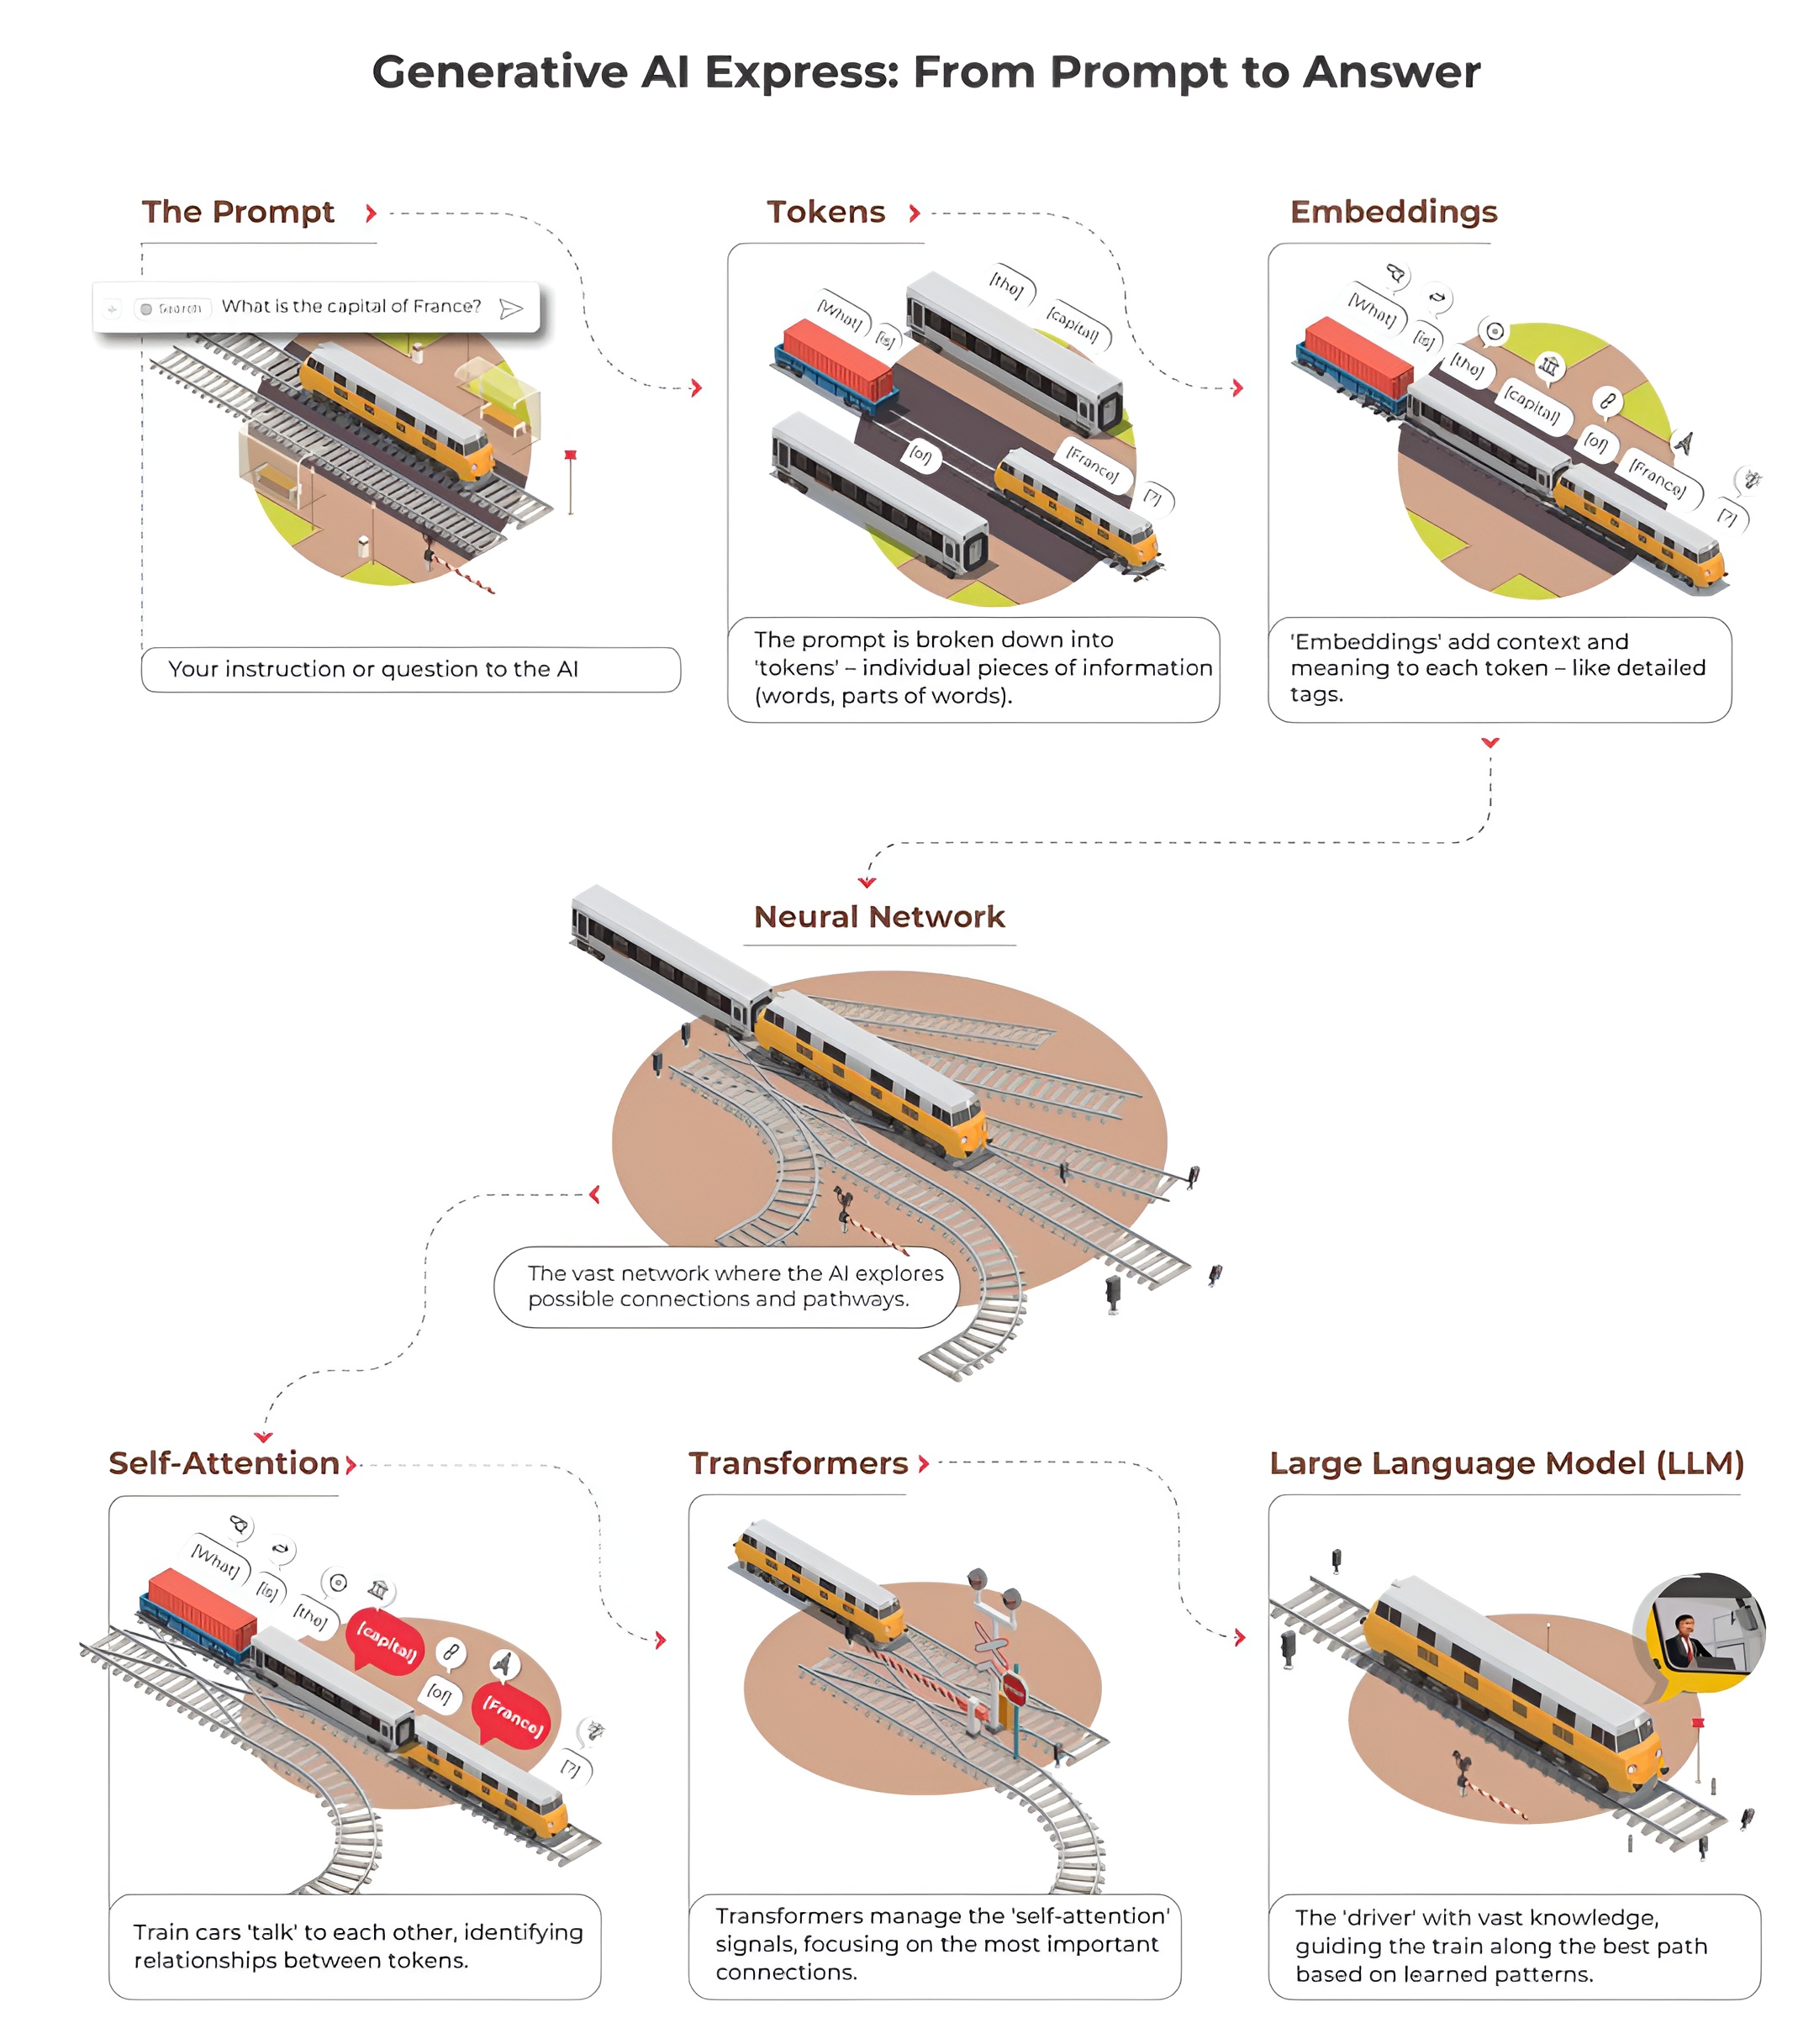 Generative AI Express: From Prompt to Answer
The Prompt
Search What is the capital of France?
Your instruction or question to the AI
Tokens
[What]
[is]
[the]
[capital]
[of]
[France]
[?]
The prompt is broken down into
'tokens' – individual pieces of information
(words, parts of words).
Embeddings
[What]
[is]
[the]
[capital]
[of]
[France]
[?]
'Embeddings' add context and
meaning to each token – like detailed
tags.
Neural Network
The vast network where the AI explores
possible connections and pathways.
Self-Attention
[What]
[is]
[the]
[capital]
[of]
[France]
[?]
Train cars 'talk' to each other, identifying
relationships between tokens.
Transformers
Transformers manage the 'self-attention'
signals, focusing on the most important
connections.
Large Language Model (LLM)
The 'driver' with vast knowledge,
guiding the train along the best path
based on learned patterns.